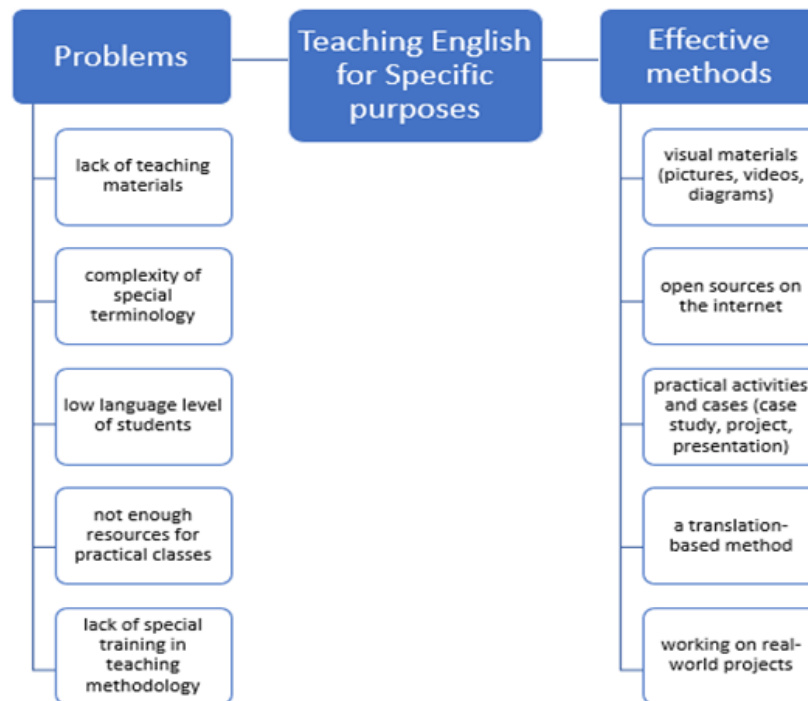 Problems
Teaching English
for Specific
purposes
Effective
methods
lack of teaching
materials
complexity of
special
terminology
low language level
of students
not enough
resources for
practical classes
lack of special
training in
teaching
methodology
visual materials
(pictures, videos,
diagrams)
open sources on
the internet
practical activities
and cases (case
study, project,
presentation)
a translation-
based method
working on real-
world projects